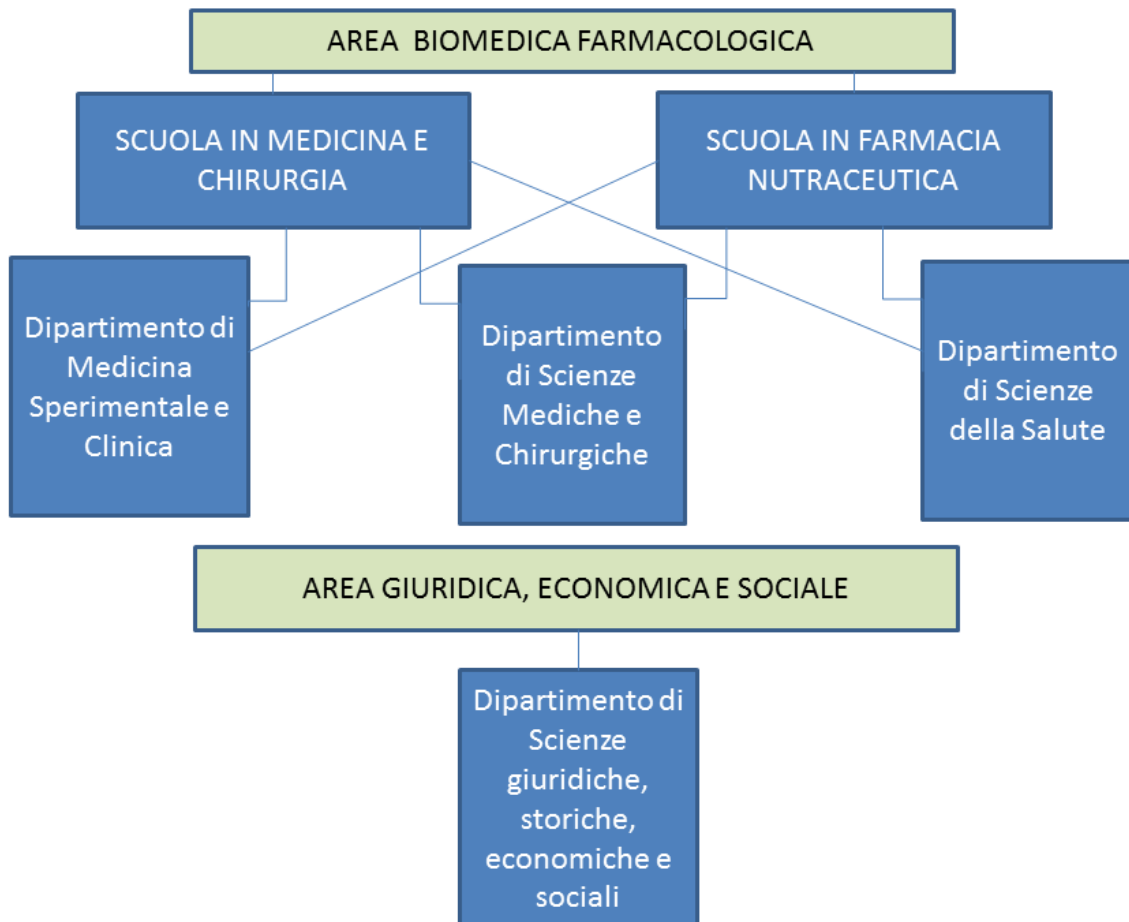 AREA BIOMEDICA FARMACOLOGICA
SCUOLA IN MEDICINA E
CHIRURGIA
SCUOLA IN FARMACIA
NUTRACEUTICA
Dipartimento di
Medicina
Sperimentale e
Clinica
Dipartimento
di Scienze
Mediche e
Chirurgiche
Dipartimento
di Scienze
della Salute
AREA GIURIDICA, ECONOMICA E SOCIALE
Dipartimento di
Scienze
giuridiche,
storiche,
economiche e
sociali